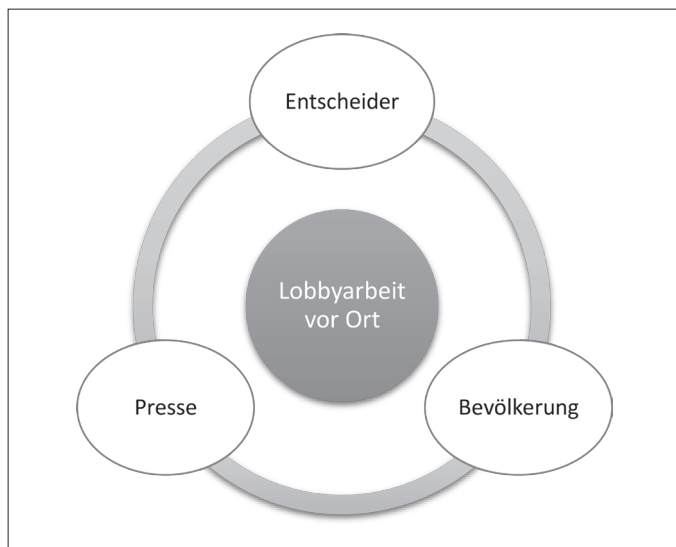 Entscheider
Lobbyarbeit
vor Ort
Presse
Bevölkerung